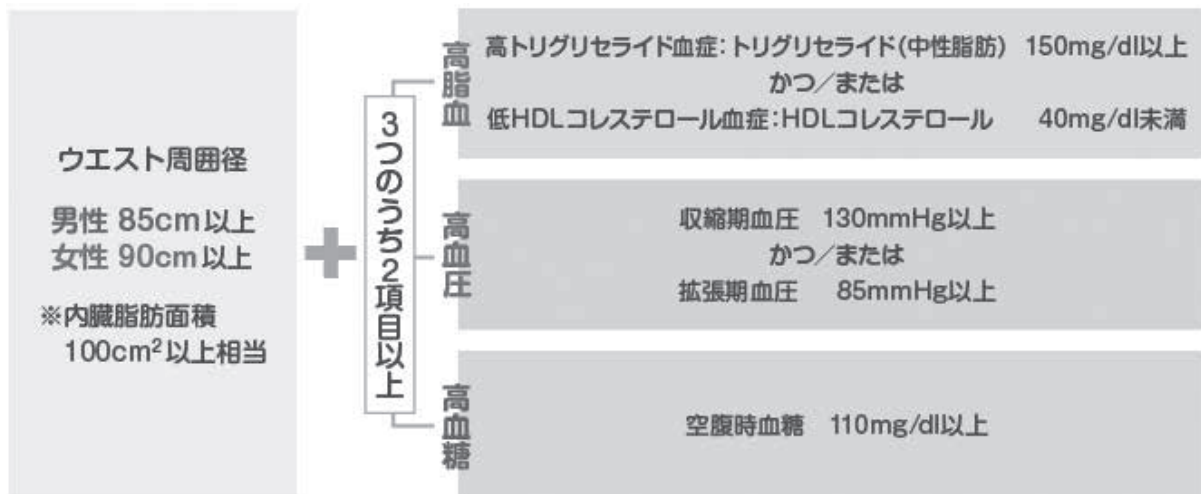 ウエスト周囲径
男性 85cm以上
女性 90cm以上
※内臓脂肪面積
100cm²以上相当
3つのうち2項目以上
高脂血
高トリグリセライド血症：トリグリセライド（中性脂肪） 150mg/dl以上
かつ／または
低HDLコレステロール血症：HDLコレステロール 40mg/dl未満
高血圧
収縮期血圧 130mmHg以上
かつ／または
拡張期血圧 85mmHg以上
高血糖
空腹時血糖 110mg/dl以上